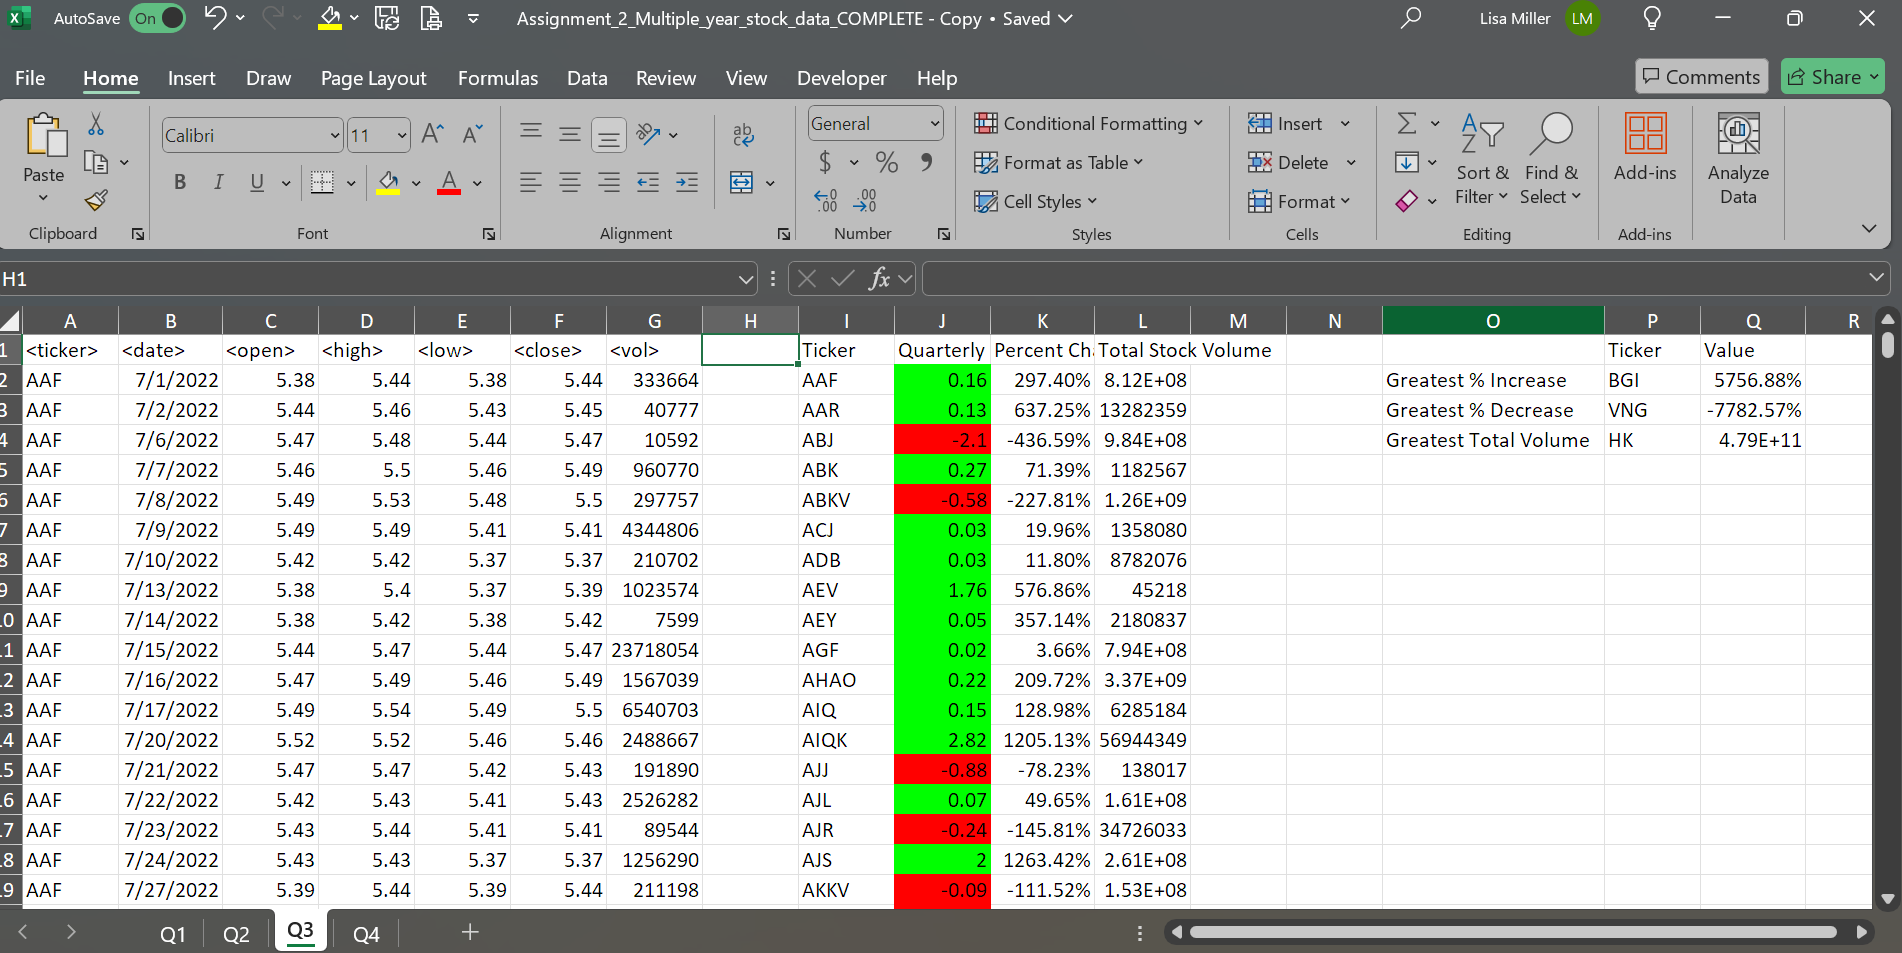 AutoSave On Assignment_2_Multiple_year_stock_data_COMPLETE - Copy • Saved Lisa Miller LM
File Home Insert Draw Page Layout Formulas Data Review View Developer Help Comments Share
Paste
Clipboard
Calibri 11
B I U A
Font
ab
Alignment
General
$ % 9
.00 .00
Number
Conditional Formatting
Format as Table
Cell Styles
Styles
Insert
Delete
Format
Cells
Sort & Filter
Find & Select
Editing
Add-ins
Add-ins
Analyze Data
H1 fx
A B C D E F G H I J K L M N O P Q R
1 <ticker> <date> <open> <high> <low> <close> <vol> Ticker Quarterly Percent Ch Total Stock Volume Ticker Value
2 AAF 7/1/2022 5.38 5.44 5.38 5.44 333664 AAF 0.16 297.40% 8.12E+08 Greatest % Increase BGI 5756.88%
3 AAF 7/2/2022 5.44 5.46 5.43 5.45 40777 AAR 0.13 637.25% 13282359 Greatest % Decrease VNG -7782.57%
4 AAF 7/6/2022 5.47 5.48 5.44 5.47 10592 ABJ -2.1 -436.59% 9.84E+08 Greatest Total Volume HK 4.79E+11
5 AAF 7/7/2022 5.46 5.5 5.46 5.49 960770 ABK 0.27 71.39% 1182567
6 AAF 7/8/2022 5.49 5.53 5.48 5.5 297757 ABKV -0.58 -227.81% 1.26E+09
7 AAF 7/9/2022 5.49 5.49 5.41 5.41 4344806 ACJ 0.03 19.96% 1358080
8 AAF 7/10/2022 5.42 5.42 5.37 5.37 210702 ADB 0.03 11.80% 8782076
9 AAF 7/13/2022 5.38 5.4 5.37 5.39 1023574 AEV 1.76 576.86% 45218
.0 AAF 7/14/2022 5.38 5.42 5.38 5.42 7599 AEY 0.05 357.14% 2180837
.1 AAF 7/15/2022 5.44 5.47 5.44 5.47 23718054 AGF 0.02 3.66% 7.94E+08
.2 AAF 7/16/2022 5.47 5.49 5.46 5.49 1567039 AHAO 0.22 209.72% 3.37E+09
.3 AAF 7/17/2022 5.49 5.54 5.49 5.5 6540703 AIQ 0.15 128.98% 6285184
.4 AAF 7/20/2022 5.52 5.52 5.46 5.46 2488667 AIQK 2.82 1205.13% 56944349
.5 AAF 7/21/2022 5.47 5.47 5.42 5.43 191890 AJJ -0.88 -78.23% 138017
.6 AAF 7/22/2022 5.42 5.43 5.41 5.43 2526282 AJL 0.07 49.65% 1.61E+08
.7 AAF 7/23/2022 5.43 5.44 5.41 5.41 89544 AJR -0.24 -145.81% 34726033
.8 AAF 7/24/2022 5.43 5.43 5.37 5.37 1256290 AJS 2 1263.42% 2.61E+08
.9 AAF 7/27/2022 5.39 5.44 5.39 5.44 211198 AKKV -0.09 -111.52% 1.53E+08
Q1 Q2 Q3 Q4